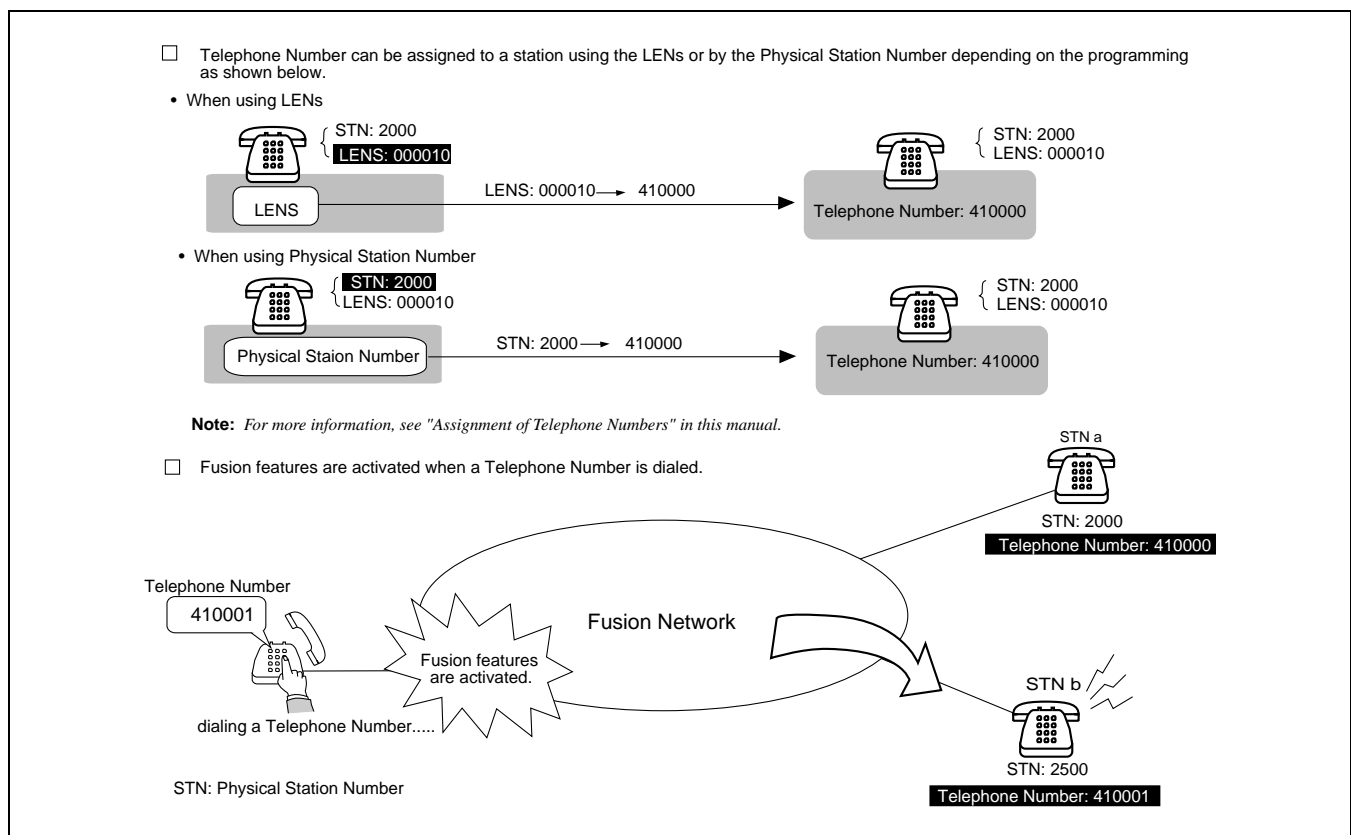 Telephone Number can be assigned to a station using the LENs or by the Physical Station Number depending on the programming
as shown below.
• When using LENs
STN: 2000
LENS: 000010
LENS
LENS: 000010 → 410000
STN: 2000
LENS: 000010
Telephone Number: 410000
• When using Physical Station Number
STN: 2000
LENS: 000010
Physical Staion Number
STN: 2000 → 410000
STN: 2000
LENS: 000010
Telephone Number: 410000
Note: For more information, see "Assignment of Telephone Numbers" in this manual.
Fusion features are activated when a Telephone Number is dialed.
STN a
STN: 2000
Telephone Number: 410000
Telephone Number
410001
Fusion features
are activated.
Fusion Network
dialing a Telephone Number.....
STN b
STN: 2500
Telephone Number: 410001
STN: Physical Station Number